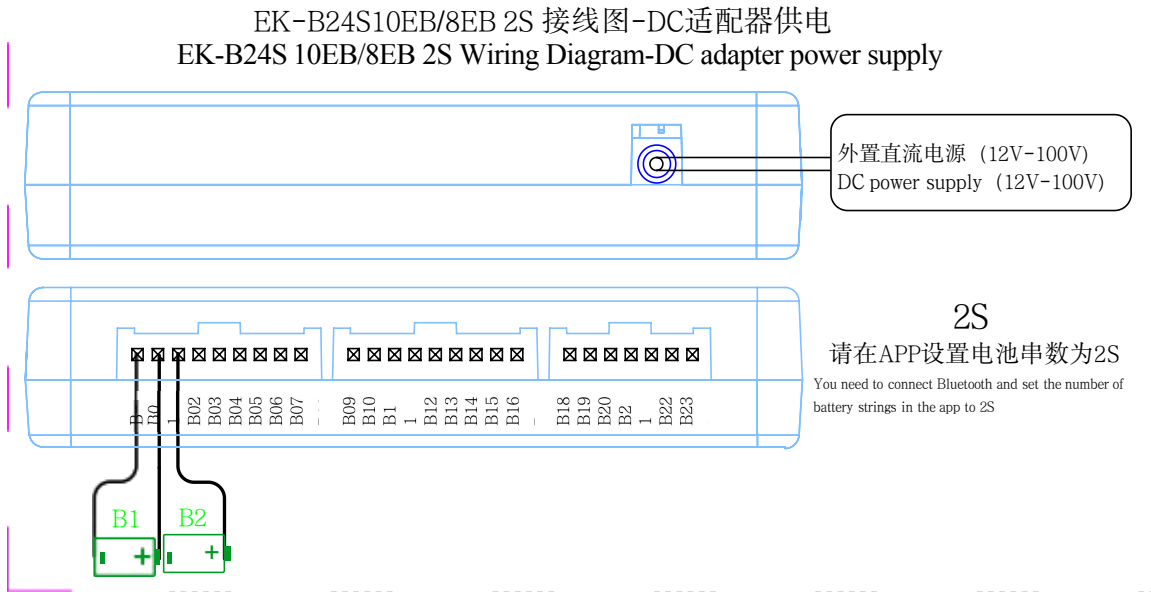 EK-B24S10EB/8EB 2S 接线图-DC适配器供电
EK-B24S 10EB/8EB 2S Wiring Diagram-DC adapter power supply
外置直流电源 (12V-100V)
DC power supply (12V-100V)
2S
请在APP设置电池串数为2S
You need to connect Bluetooth and set the number of
battery strings in the app to 2S
B
B0
1
B02
B03
B04
B05
B06
B07
B09
B10
B1
1
B12
B13
B14
B15
B16
B18
B19
B20
B2
1
B22
B23
B1
B2